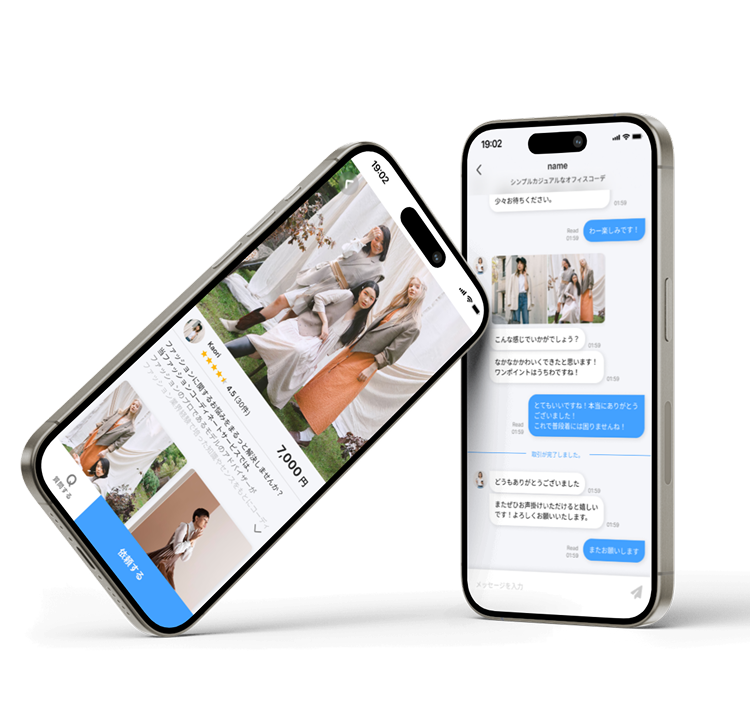 19:02
Kaori
4.5 (30件)
7,000 円
ファッションに関するお悩みをまるっと解決しませんか？
当ファッションコーディネートサービスでは、
ファッションのプロであるモデルのアドバイザーが
質問する
依頼する
19:02
name
シンプルカジュアルなオフィスコーデ
少々お待ちください。
01:59
Read
01:59
わー楽しみです！
こんな感じでいかがでしょう？
01:59
なかなかかわいくできたと思います！
ワンポイントはうちわですね！
01:59
とてもいいですね！本当にありがとう
ございました！
これで普段着には困りませんね！
Read
01:59
取引が完了しました。
どうもありがとうございました
01:59
またぜひお声掛けいただけると嬉しい
です！よろしくお願いいたします。
01:59
Read
01:59
またお願いします
メッセージを入力